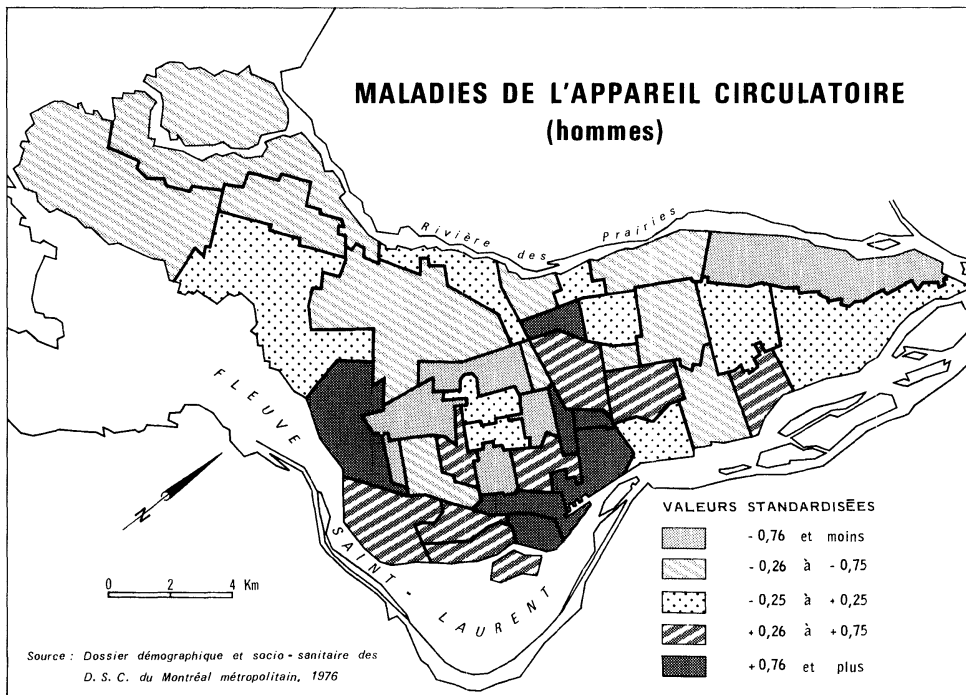 MALADIES DE L'APPAREIL CIRCULATOIRE
(hommes)
Rivière des Prairies
FLEUVE SAINT-LAURENT
N
0 2 4 Km
VALEURS STANDARDISÉES
- 0,76 et moins
- 0,26 à - 0,75
- 0,25 à + 0,25
+ 0,26 à + 0,75
+ 0,76 et plus
Source : Dossier démographique et socio - sanitaire des
D. S. C. du Montréal métropolitain, 1976